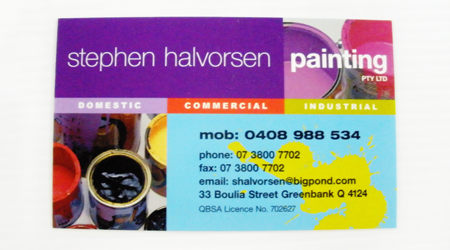 stephen halvorsen painting
PTY LTD
DOMESTIC COMMERCIAL INDUSTRIAL
mob: 0408 988 534
phone: 07 3800 7702
fax: 07 3800 7702
email: shalvorsen@bigpond.com
33 Boulia Street Greenbank Q 4124
QBSA Licence No. 702627